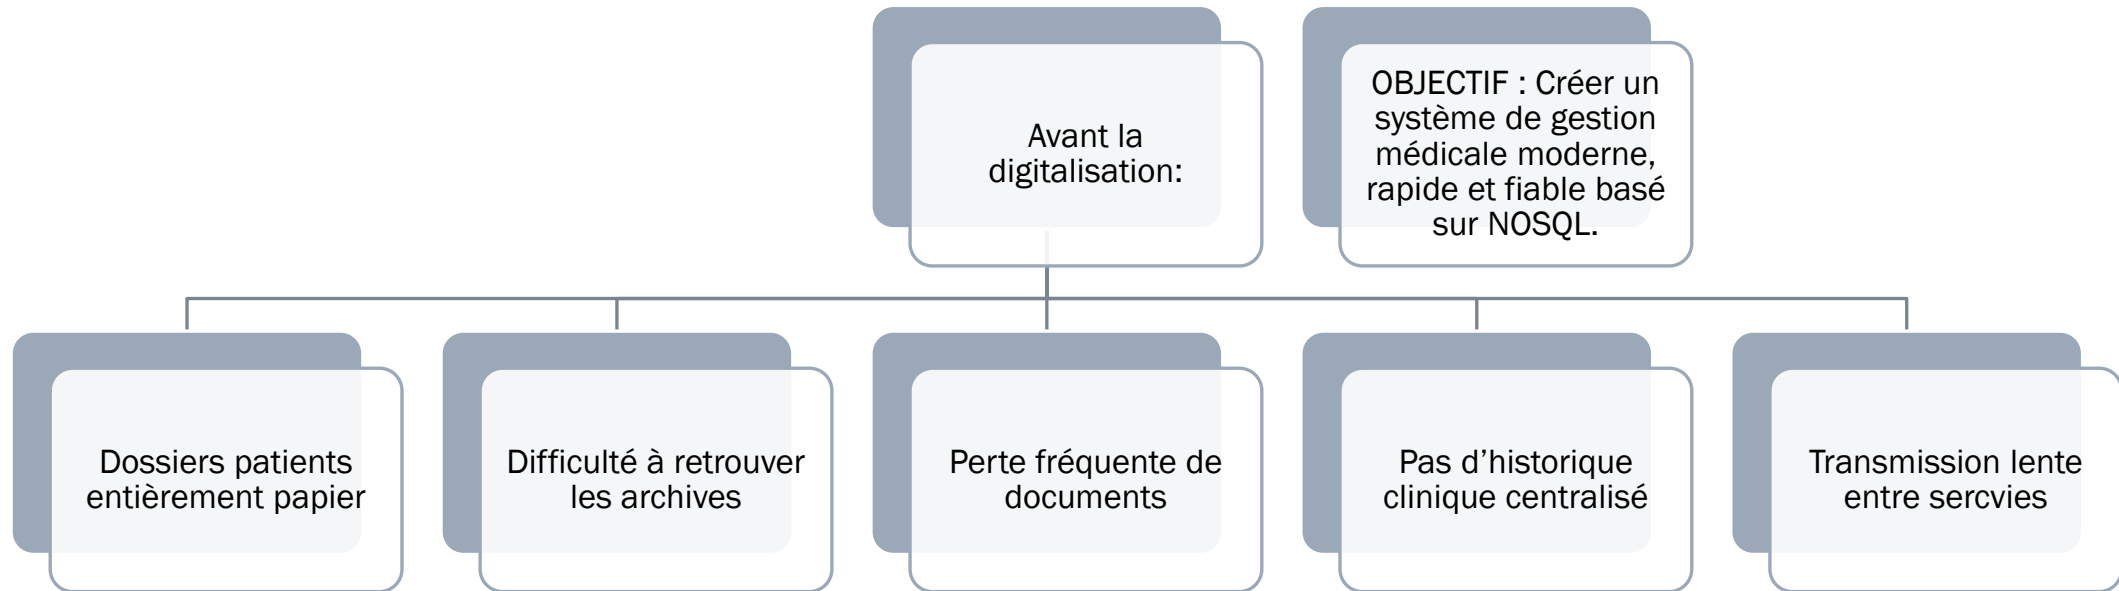 Avant la
digitalisation:
OBJECTIF : Créer un
système de gestion
médicale moderne,
rapide et fiable basé
sur NOSQL.
Dossiers patients
entièrement papier
Difficulté à retrouver
les archives
Perte fréquente de
documents
Pas d’historique
clinique centralisé
Transmission lente
entre sercvies